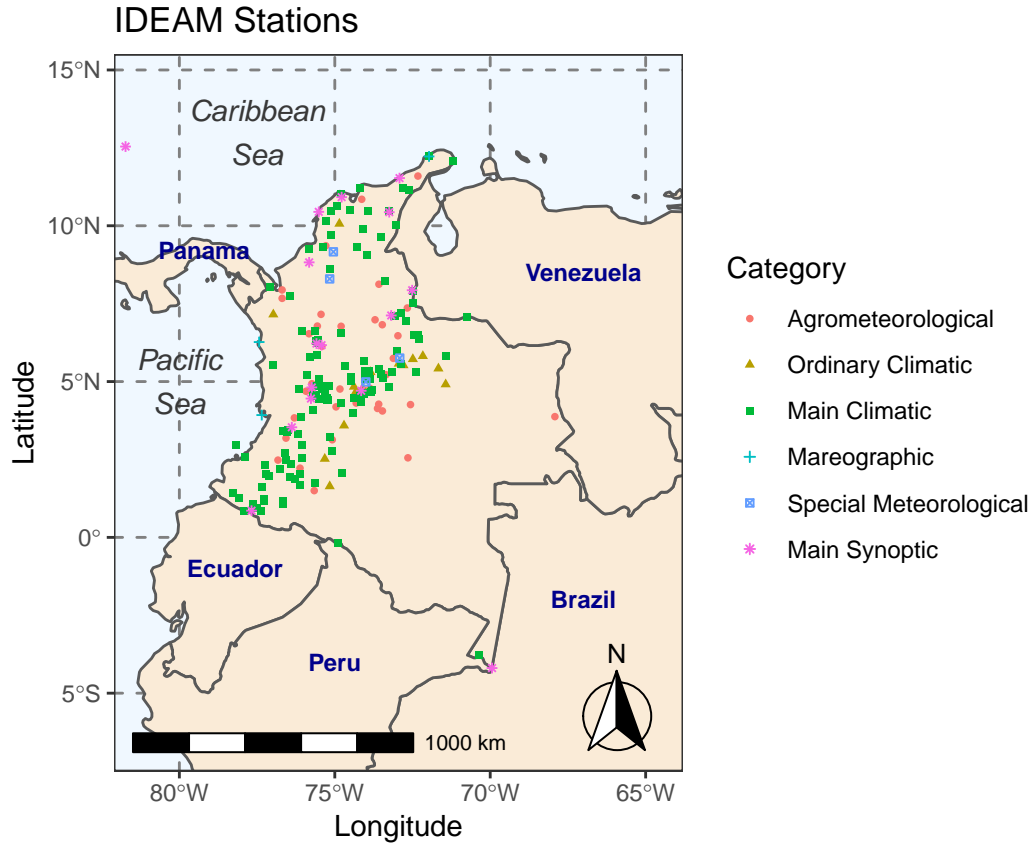 IDEAM Stations
15°N
10°N
5°N
0°
5°S
Latitude
Caribbean
Sea
Panama
Venezuela
Pacific
Sea
Ecuador
Brazil
Peru
N
1000 km
80°W
75°W
70°W
65°W
Longitude
Category
Agrometeorological
Ordinary Climatic
Main Climatic
Mareographic
Special Meteorological
Main Synoptic